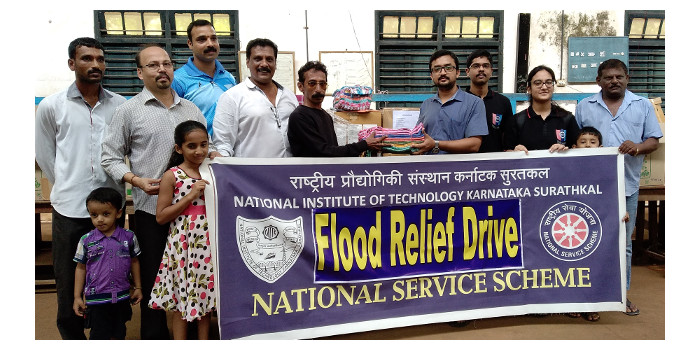 राष्ट्रीय प्रौद्योगिकी संस्थान कर्नाटक सुरतकल
NATIONAL INSTITUTE OF TECHNOLOGY KARNATAKA SURATHKAL
Flood Relief Drive
राष्ट्रीय सेवा योजना
NATIONAL SERVICE SCHEME
NATIONAL SERVICE SCHEME